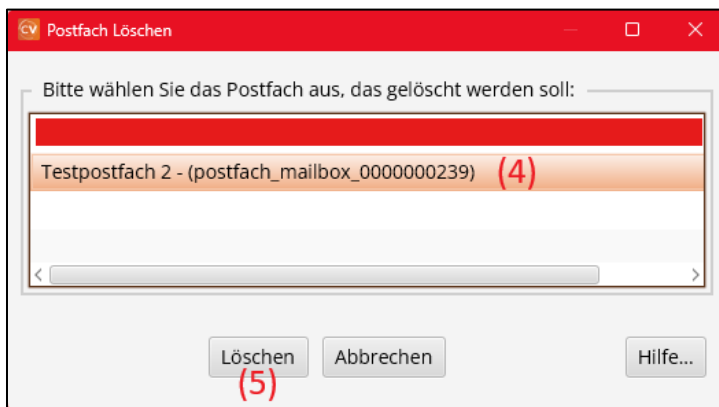 CV Postfach Löschen
Bitte wählen Sie das Postfach aus, das gelöscht werden soll:
Testpostfach 2 - (postfach_mailbox_0000000239) (4)
Löschen Abbrechen Hilfe...
(5)